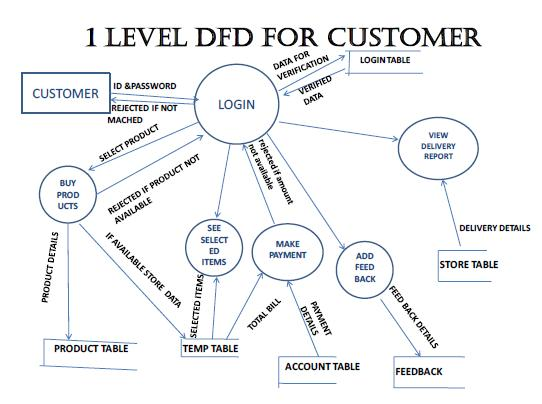 1 LEVEL DFD FOR CUSTOMER
DATA FOR
VERIFICATION
LOGIN TABLE
CUSTOMER
ID &PASSWORD
REJECTED IF NOT
MACHED
LOGIN
VERIFIED
DATA
SELECT PRODUCT
VIEW
DELIVERY
REPORT
BUY
PROD
UCTS
REJECTED IF PRODUCT NOT
AVAILABLE
rejected if amount
not available
SEE
SELECT
ED
ITEMS
MAKE
PAYMENT
ADD
FEED
BACK
DELIVERY DETAILS
STORE TABLE
PRODUCT DETAILS
IF AVAILABLE STORE DATA
SELECTED ITEMS
TOTAL BILL
PAYMENT
DETAILS
FEED BACK DETAILS
PRODUCT TABLE
TEMP TABLE
ACCOUNT TABLE
FEEDBACK